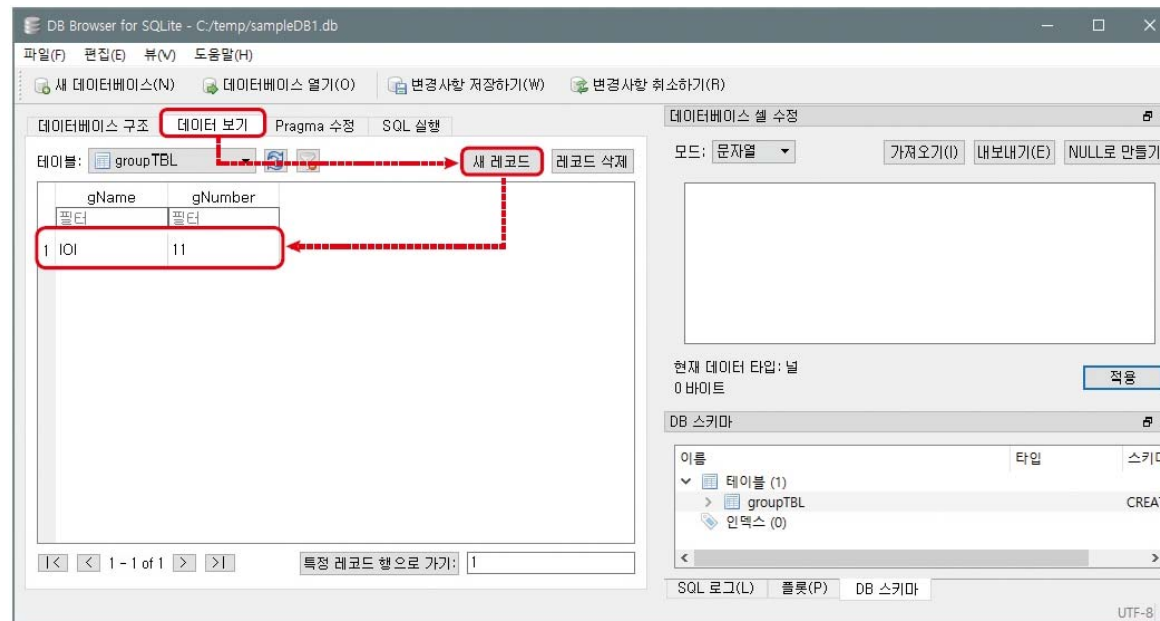 DB Browser for SQLite - C:/temp/sampleDB1.db
파일(F) 편집(E) 뷰(V) 도움말(H)
새 데이터베이스(N) 데이터베이스 열기(O) 변경사항 저장하기(W) 변경사항 취소하기(R)
데이터베이스 구조 데이터 보기 Pragma 수정 SQL 실행
테이블: groupTBL 새 레코드 레코드 삭제
gName gNumber
필터 필터
1 IOI 11
1 - 1 of 1 특정 레코드 행으로 가기: 1
데이터베이스 셀 수정
모드: 문자열 가져오기(I) 내보내기(E) NULL로 만들기
현재 데이터 타입: 널
0 바이트
적용
DB 스키마
이름 타입 스키
테이블 (1)
groupTBL CREA
인덱스 (0)
SQL 로그(L) 플롯(P) DB 스키마
UTF-8